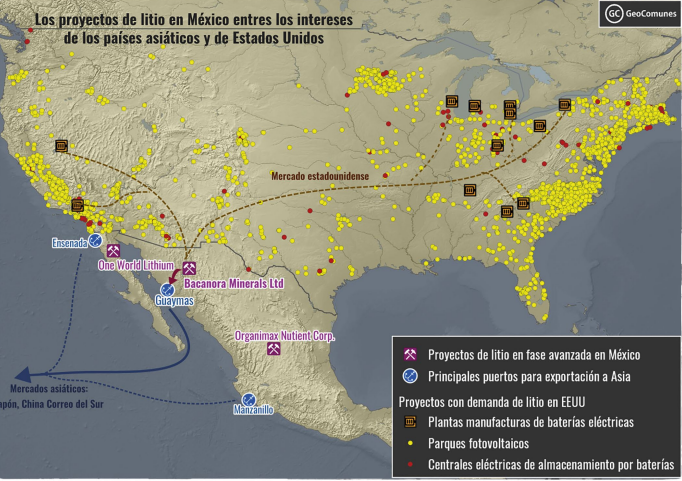 Los proyectos de litio en México entres los intereses
de los países asiáticos y de Estados Unidos
GC GeoComunes
Mercado estadounidense
Ensenada
One World Lithium
Bacanora Minerals Ltd
Guaymas
Organimax Nutient Corp.
Mercados asiáticos:
apón, China Correo del Sur
Manzanillo
Proyectos de litio en fase avanzada en México
Principales puertos para exportación a Asia
Proyectos con demanda de litio en EEUU
Plantas manufacturas de baterías eléctricas
Parques fotovoltaicos
Centrales eléctricas de almacenamiento por baterías